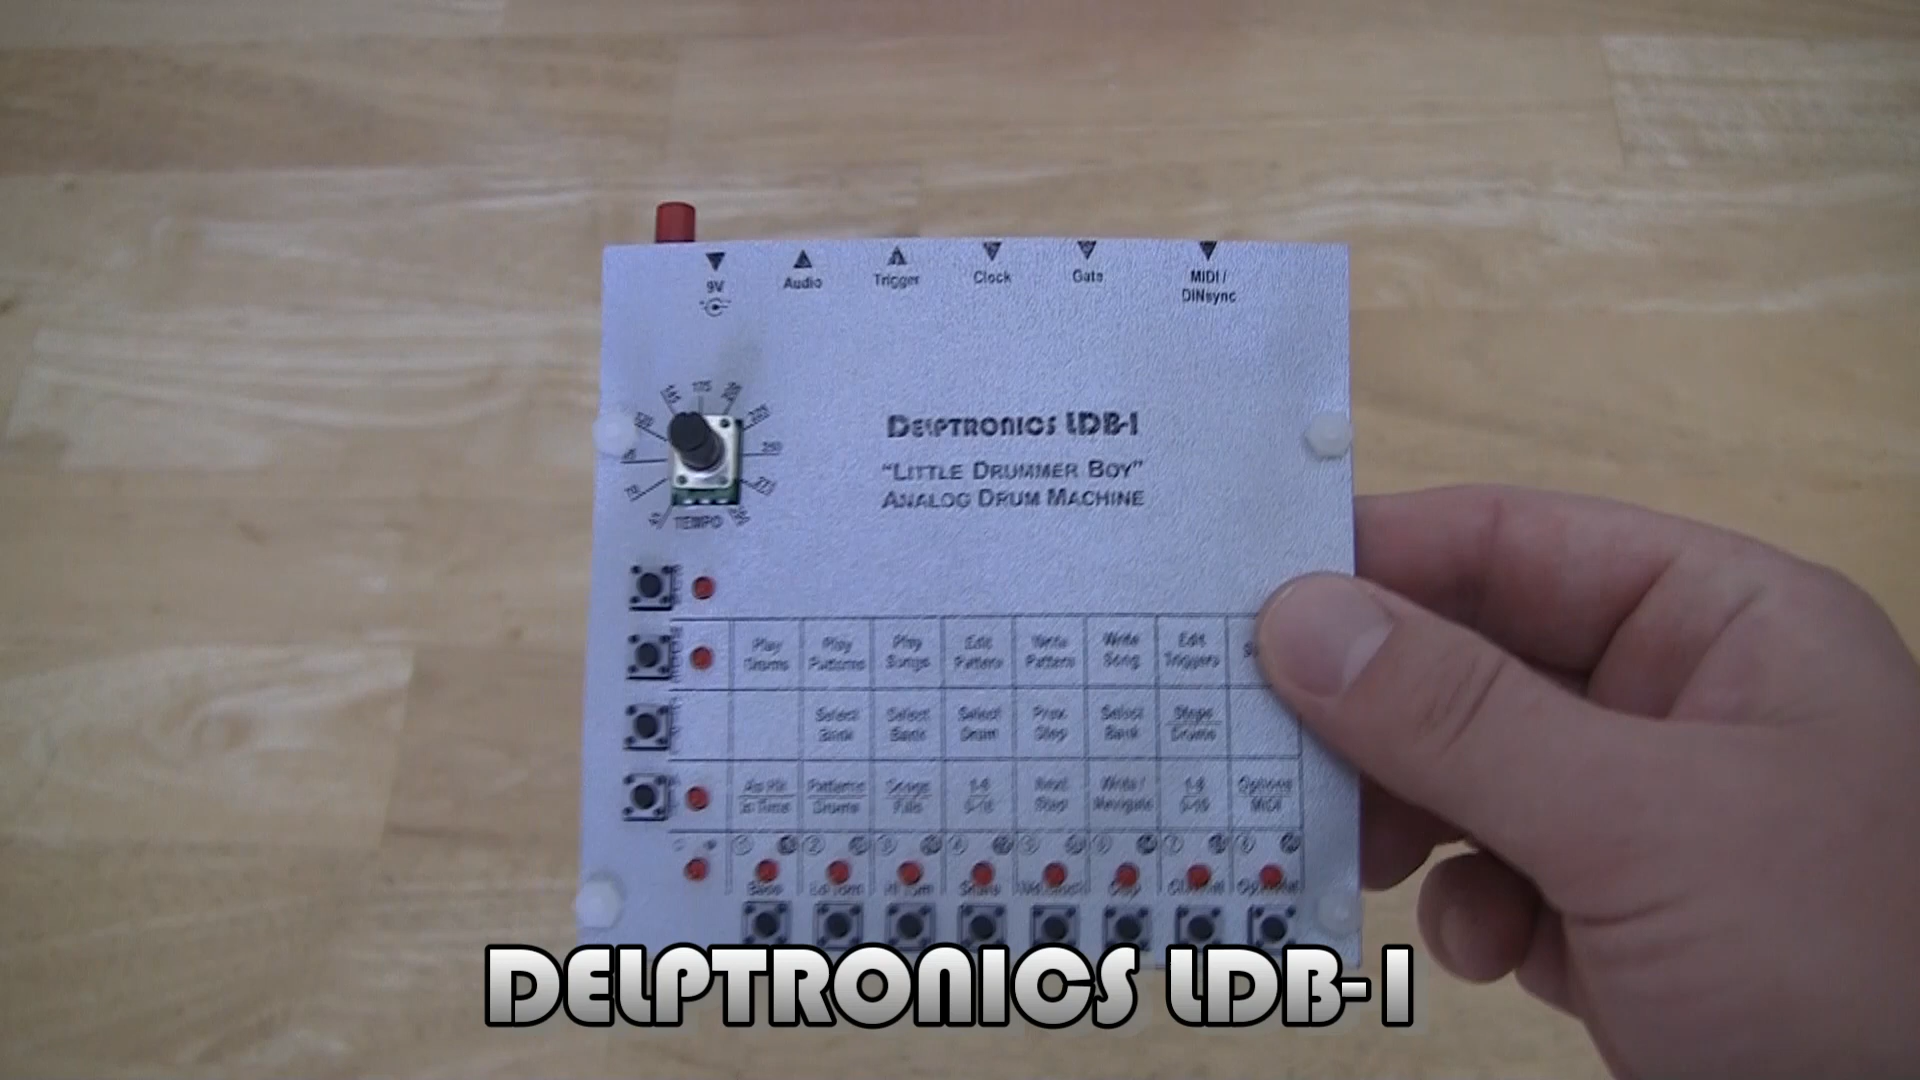 9V
Audio
Trigger
Clock
Gate
MIDI /
DINsync
175
250
70
TEMPO
DELPTRONICS LDB-1
"LITTLE DRUMMER BOY"
ANALOG DRUM MACHINE
Play
Drums
Play
Patterns
Play
Songs
Edit
Pattern
Write
Pattern
Write
Song
Edit
Triggers
Select
Bank
Select
Bank
Select
Drum
Prev.
Step
Select
Bank
Steps
Drums
Patterns
Drums
Songs
Fills
1-8
9-16
Next
Step
Write /
Navigate
1-8
9-16
Options
MIDI
DELPTRONICS LDB-1